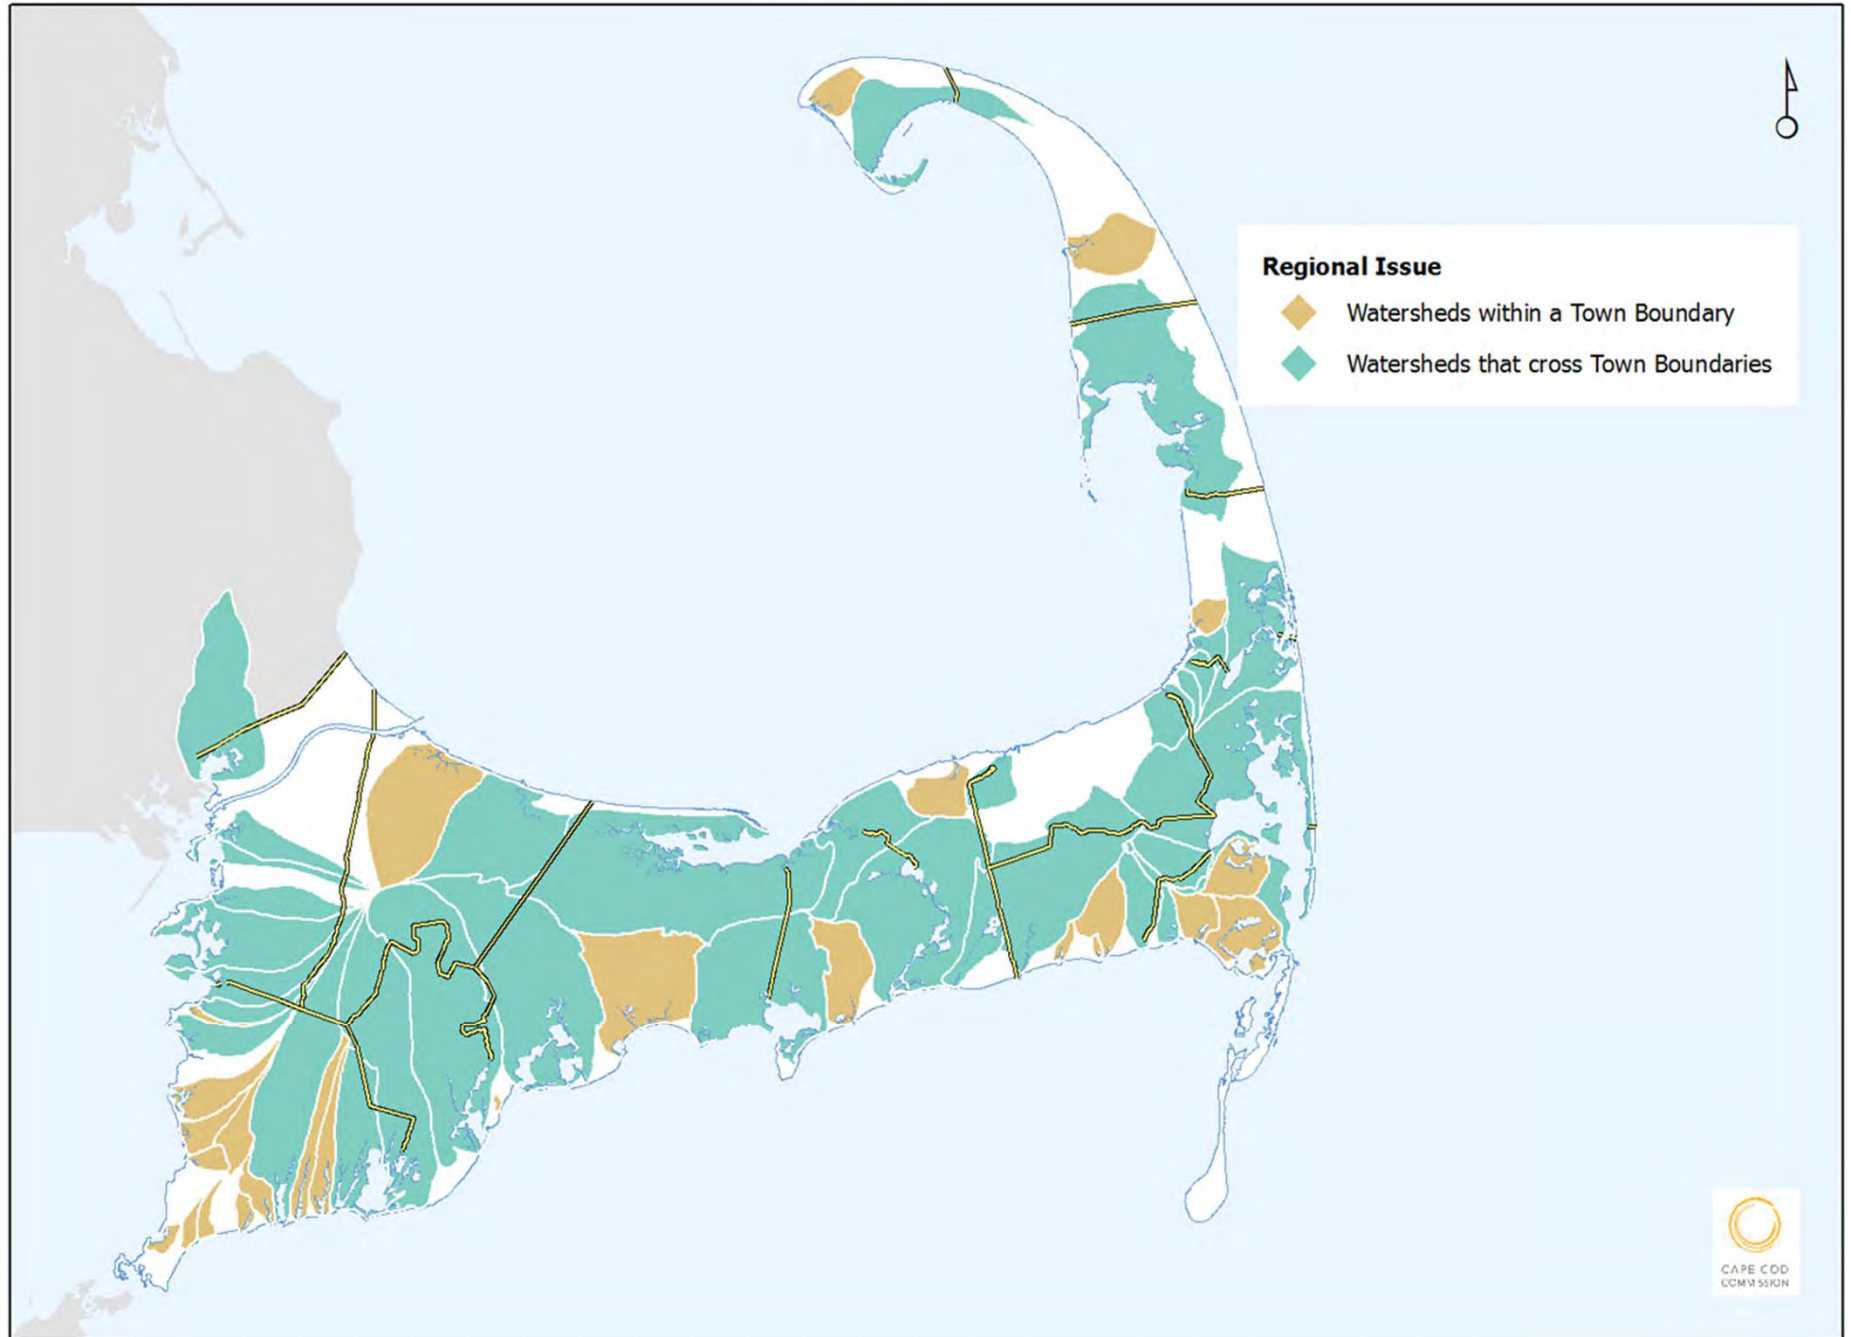 Regional Issue
Watersheds within a Town Boundary
Watersheds that cross Town Boundaries
CAPE COD
COMMISSION